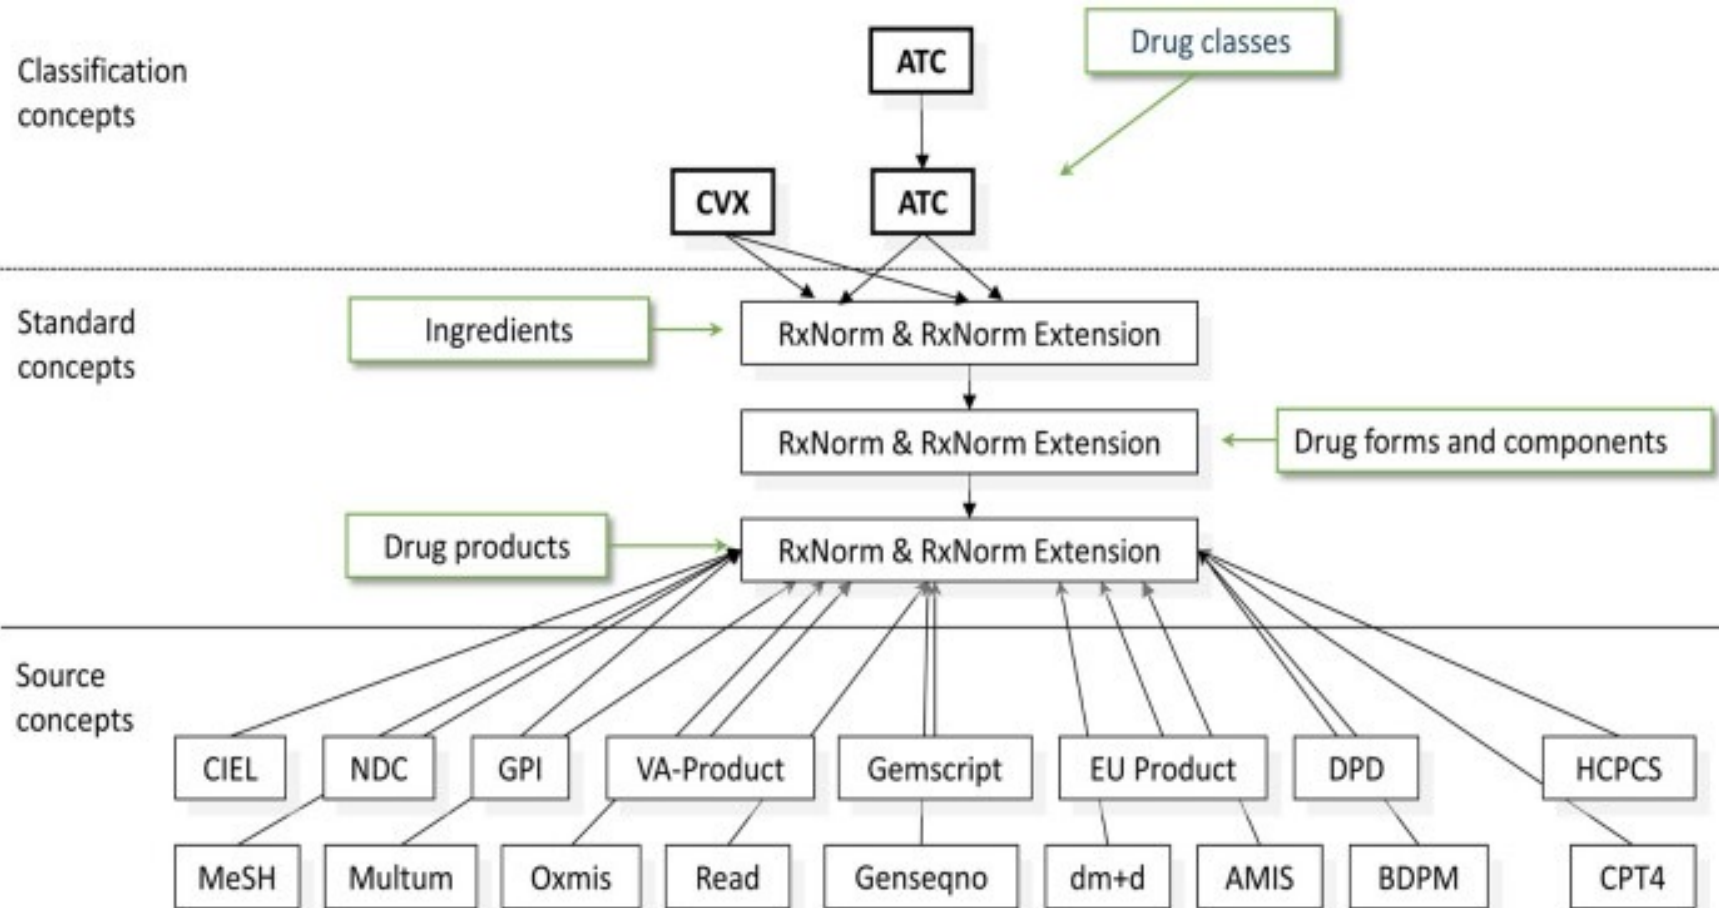 ATC
Drug classes
Classification
concepts
CVX
ATC
Standard
concepts
Ingredients
RxNorm & RxNorm Extension
RxNorm & RxNorm Extension
Drug forms and components
Drug products
RxNorm & RxNorm Extension
Source
concepts
CIEL
NDC
GPI
VA-Product
Gemscript
EU Product
DPD
HCPCS
MeSH
Multum
Oxmis
Read
Genseqno
dm+d
AMIS
BDPM
CPT4